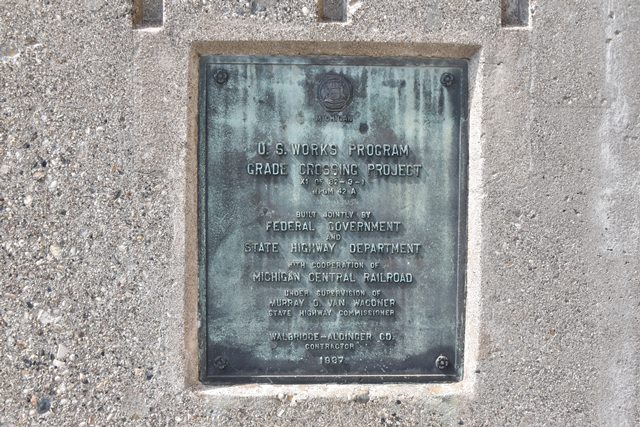 MICHIGAN
U. S. WORKS PROGRAM
GRADE CROSSING PROJECT
BUILT JOINTLY BY
FEDERAL GOVERNMENT
AND
STATE HIGHWAY DEPARTMENT
WITH COOPERATION OF
MICHIGAN CENTRAL RAILROAD
UNDER SUPERVISION OF
MURRAY D. VAN WAGONER
STATE HIGHWAY COMMISSIONER
WALBRIDGE-ALDINGER CO.
CONTRACTOR
1937